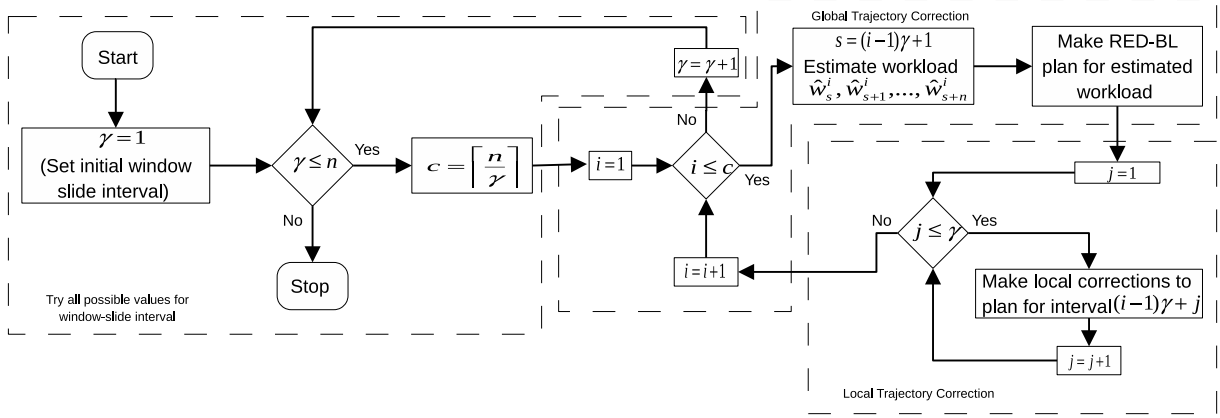 Start
γ = 1
(Set initial window
slide interval)
γ ≤ n
Yes
No
Stop
Try all possible values for
window-slide interval
c = ⌈n/γ⌉
i = 1
γ = γ+1
No
i ≤ c
Yes
i = i+1
Global Trajectory Correction
s = (i−1)γ+1
Estimate workload
ŵ_s^i, ŵ_{s+1}^i, ..., ŵ_{s+n}^i
Make RED-BL
plan for estimated
workload
j = 1
No
j ≤ γ
Yes
Make local corrections to
plan for interval (i−1)γ + j
j = j+1
Local Trajectory Correction